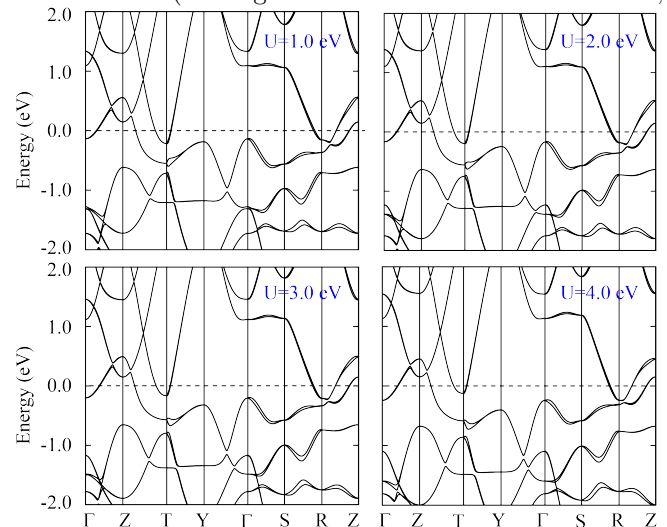 2.0
U=1.0 eV
U=2.0 eV
1.0
0.0
-1.0
-2.0
Energy (eV)
2.0
U=3.0 eV
U=4.0 eV
1.0
0.0
-1.0
-2.0
Energy (eV)
Γ Z T Y Γ S R Z Γ Z T Y Γ S R Z